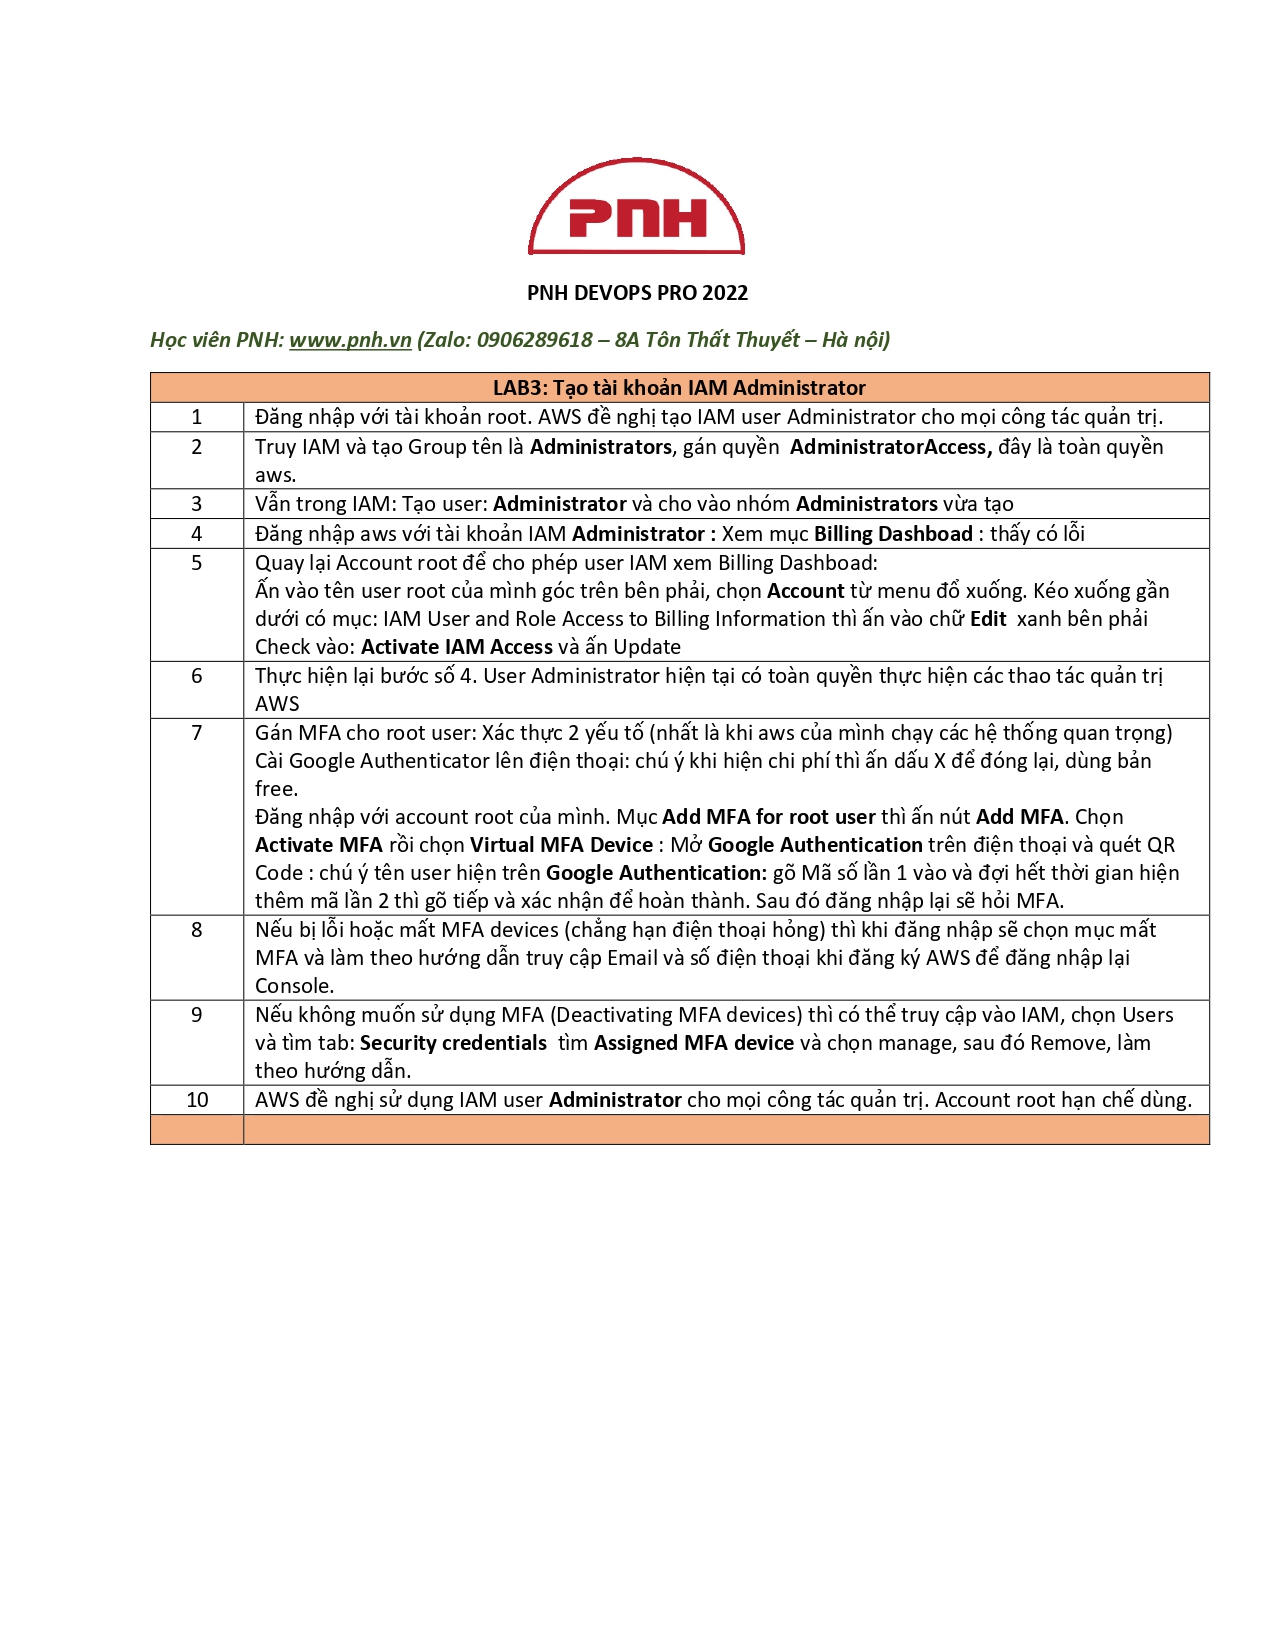 PNH
PNH DEVOPS PRO 2022
Học viên PNH: www.pnh.vn (Zalo: 0906289618 – 8A Tôn Thất Thuyết – Hà nội)
LAB3: Tạo tài khoản IAM Administrator
1 Đăng nhập với tài khoản root. AWS đề nghị tạo IAM user Administrator cho mọi công tác quản trị.
2 Truy IAM và tạo Group tên là Administrators, gán quyền AdministratorAccess, đây là toàn quyền
aws.
3 Vẫn trong IAM: Tạo user: Administrator và cho vào nhóm Administrators vừa tạo
4 Đăng nhập aws với tài khoản IAM Administrator : Xem mục Billing Dashboad : thấy có lỗi
5 Quay lại Account root để cho phép user IAM xem Billing Dashboad:
Ấn vào tên user root của mình góc trên bên phải, chọn Account từ menu đổ xuống. Kéo xuống gần
dưới có mục: IAM User and Role Access to Billing Information thì ấn vào chữ Edit xanh bên phải
Check vào: Activate IAM Access và ấn Update
6 Thực hiện lại bước số 4. User Administrator hiện tại có toàn quyền thực hiện các thao tác quản trị
AWS
7 Gán MFA cho root user: Xác thực 2 yếu tố (nhất là khi aws của mình chạy các hệ thống quan trọng)
Cài Google Authenticator lên điện thoại: chú ý khi hiện chi phí thì ấn dấu X để đóng lại, dùng bản
free.
Đăng nhập với account root của mình. Mục Add MFA for root user thì ấn nút Add MFA. Chọn
Activate MFA rồi chọn Virtual MFA Device : Mở Google Authentication trên điện thoại và quét QR
Code : chú ý tên user hiện trên Google Authentication: gõ Mã số lần 1 vào và đợi hết thời gian hiện
thêm mã lần 2 thì gõ tiếp và xác nhận để hoàn thành. Sau đó đăng nhập lại sẽ hỏi MFA.
8 Nếu bị lỗi hoặc mất MFA devices (chẳng hạn điện thoại hỏng) thì khi đăng nhập sẽ chọn mục mất
MFA và làm theo hướng dẫn truy cập Email và số điện thoại khi đăng ký AWS để đăng nhập lại
Console.
9 Nếu không muốn sử dụng MFA (Deactivating MFA devices) thì có thể truy cập vào IAM, chọn Users
và tìm tab: Security credentials tìm Assigned MFA device và chọn manage, sau đó Remove, làm
theo hướng dẫn.
10 AWS đề nghị sử dụng IAM user Administrator cho mọi công tác quản trị. Account root hạn chế dùng.